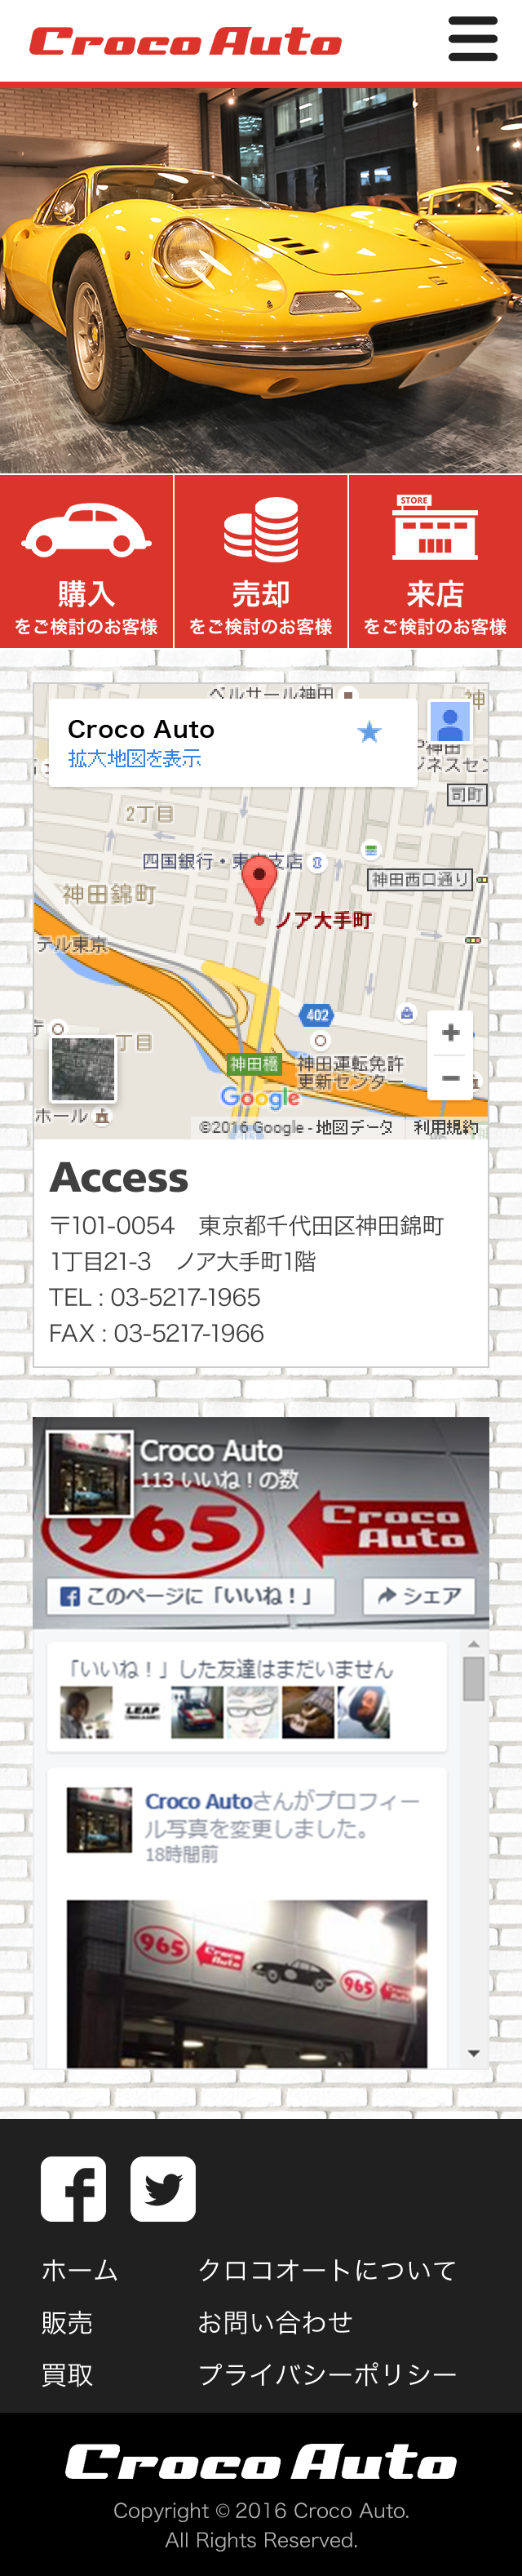 Croco Auto
購入
をご検討のお客様
売却
をご検討のお客様
STORE
来店
をご検討のお客様
ベルサール神田
神
Croco Auto
拡大地図を表示
神田
ジネスセン
司町
2丁目
四国銀行・東京支店
神田西口通り
神田錦町
ノア大手町
テル東京
402
丁目
神田橋
神田運転免許
更新センター
Google
ホール
©2016 Google - 地図データ
利用規約
Access
〒101-0054　東京都千代田区神田錦町
1丁目21-3　ノア大手町1階
TEL : 03-5217-1965
FAX : 03-5217-1966
Croco Auto
113 いいね！の数
965
Croco
Auto
このページに「いいね！」
シェア
「いいね！」した友達はまだいません
LEAP
Croco Autoさんがプロフィー
ル写真を変更しました。
18時間前
965
Croco
Auto
965
Croco
Auto
ホーム
クロコオートについて
販売
お問い合わせ
買取
プライバシーポリシー
Croco Auto
Copyright © 2016 Croco Auto.
All Rights Reserved.